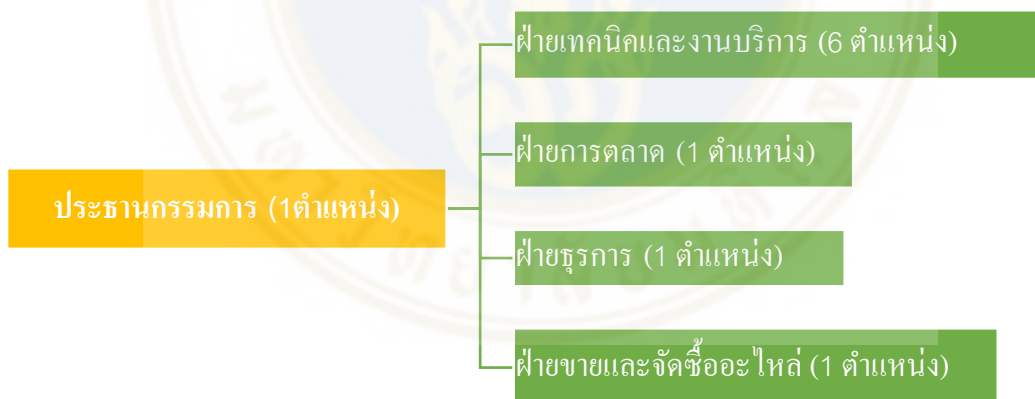 ฝ่ายเทคนิคและงานบริการ (6 ตำแหน่ง)
ฝ่ายการตลาด (1 ตำแหน่ง)
ประธานกรรมการ (1ตำแหน่ง)
ฝ่ายธุรการ (1 ตำแหน่ง)
ฝ่ายขายและจัดซื้ออะไหล่ (1 ตำแหน่ง)